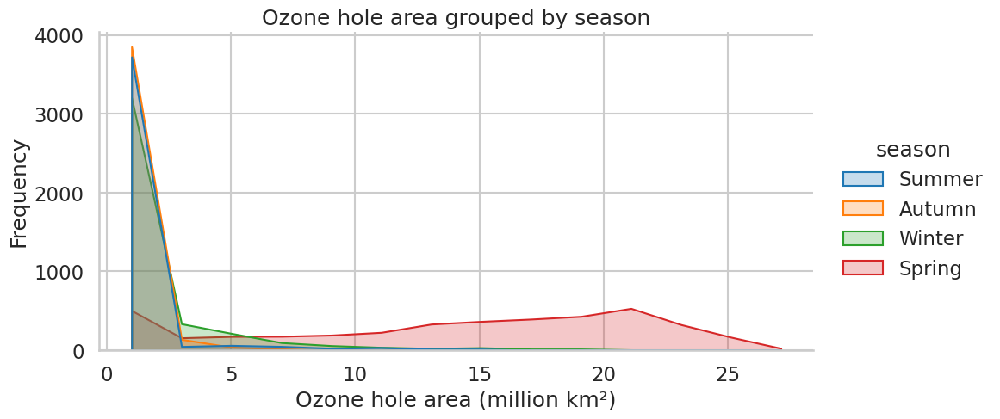 Ozone hole area grouped by season
4000
3000
2000
1000
0
Frequency
0 5 10 15 20 25
Ozone hole area (million km²)
season
Summer
Autumn
Winter
Spring